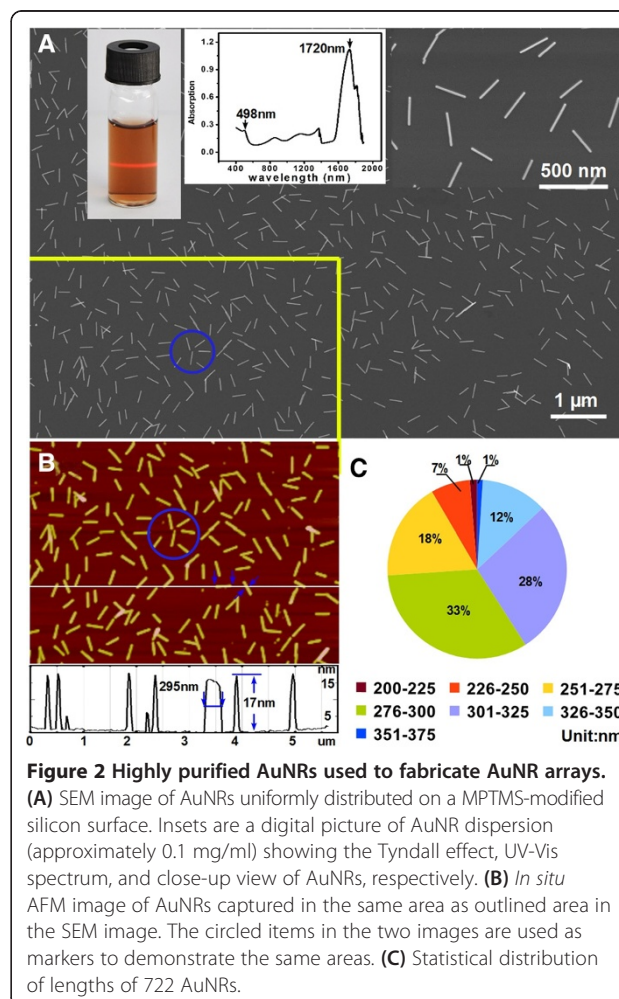 A
1720nm
498nm
Absorption
1.2
0.9
0.6
0.3
0.0
400 800 1200 1600 2000
wavelength (nm)
500 nm
1 µm
B
295nm
17nm
nm
15
5
0 1 2 3 4 5 um
C
7% 1% 1%
12%
18%
28%
33%
200-225 226-250 251-275
276-300 301-325 326-350
351-375 Unit:nm
Figure 2 Highly purified AuNRs used to fabricate AuNR arrays.
(A) SEM image of AuNRs uniformly distributed on a MPTMS-modified
silicon surface. Insets are a digital picture of AuNR dispersion
(approximately 0.1 mg/ml) showing the Tyndall effect, UV-Vis
spectrum, and close-up view of AuNRs, respectively. (B) In situ
AFM image of AuNRs captured in the same area as outlined area in
the SEM image. The circled items in the two images are used as
markers to demonstrate the same areas. (C) Statistical distribution
of lengths of 722 AuNRs.